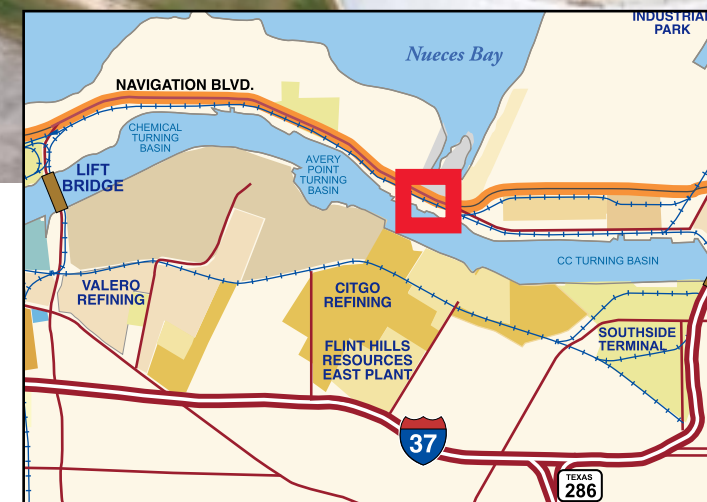 INDUSTRIAL
PARK
Nueces Bay
NAVIGATION BLVD.
CHEMICAL
TURNING
BASIN
AVERY
POINT
TURNING
BASIN
LIFT
BRIDGE
CC TURNING BASIN
VALERO
REFINING
CITGO
REFINING
FLINT HILLS
RESOURCES
EAST PLANT
SOUTHSIDE
TERMINAL
37
TEXAS
286